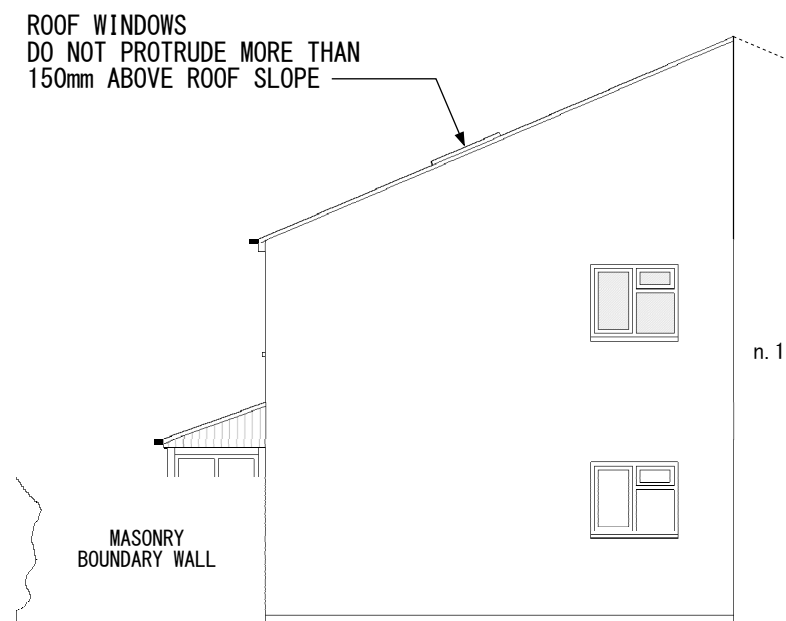 ROOF WINDOWS
DO NOT PROTRUDE MORE THAN
150mm ABOVE ROOF SLOPE
n.1
MASONRY
BOUNDARY WALL